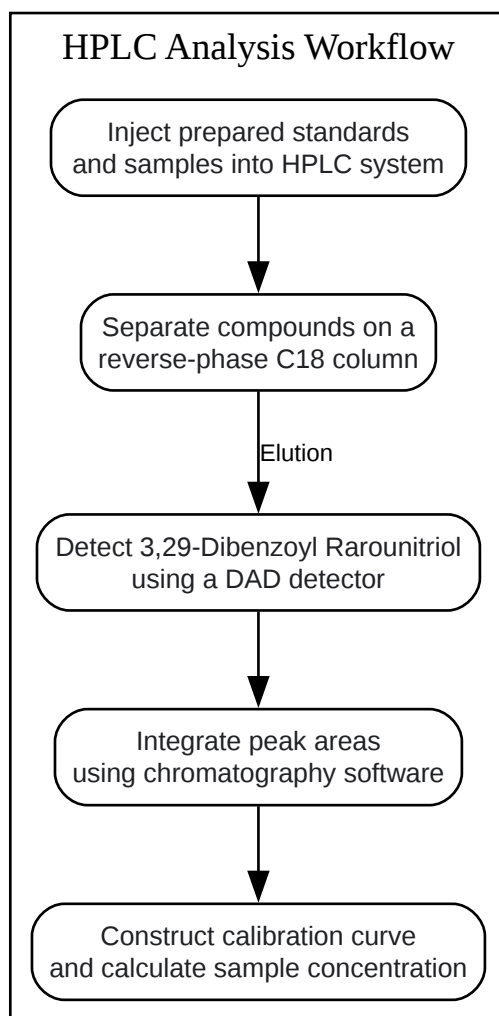 HPLC Analysis Workflow
Inject prepared standards
and samples into HPLC system
Separate compounds on a
reverse-phase C18 column
Elution
Detect 3,29-Dibenzoyl Rarounitriol
using a DAD detector
Integrate peak areas
using chromatography software
Construct calibration curve
and calculate sample concentration